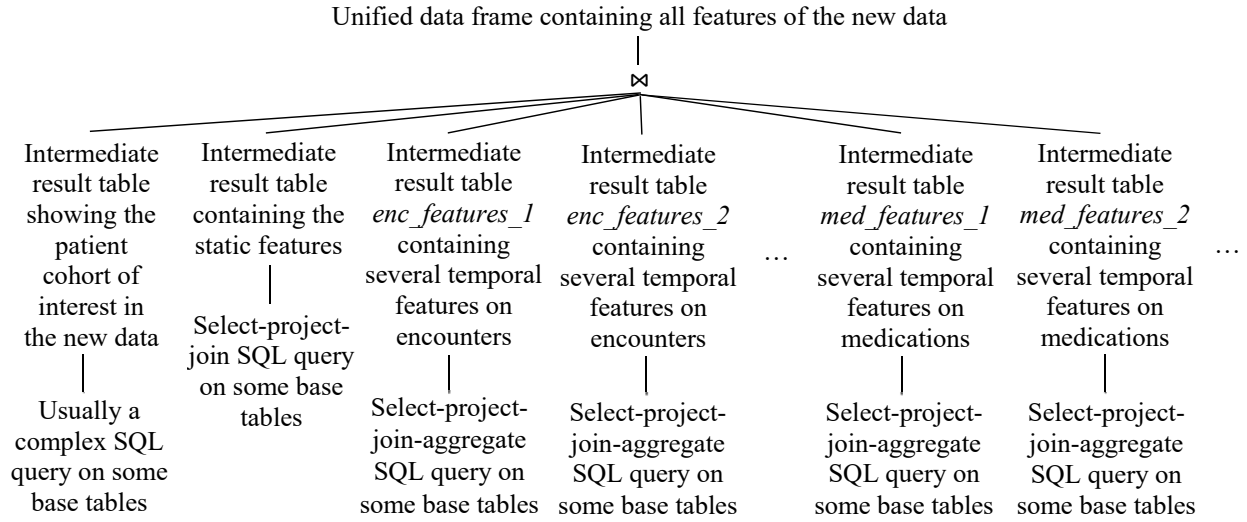 Unified data frame containing all features of the new data
⋈
Intermediate
result table
showing the
patient
cohort of
interest in
the new data
Usually a
complex SQL
query on some
base tables
Intermediate
result table
containing the
static features
Select-project-
join SQL query
on some base
tables
Intermediate
result table
enc_features_1
containing
several temporal
features on
encounters
Select-project-
join-aggregate
SQL query on
some base tables
Intermediate
result table
enc_features_2
containing
several temporal
features on
encounters
Select-project-
join-aggregate
SQL query on
some base tables
…
Intermediate
result table
med_features_1
containing
several temporal
features on
medications
Select-project-
join-aggregate
SQL query on
some base tables
Intermediate
result table
med_features_2
containing
several temporal
features on
medications
Select-project-
join-aggregate
SQL query on
some base tables
…